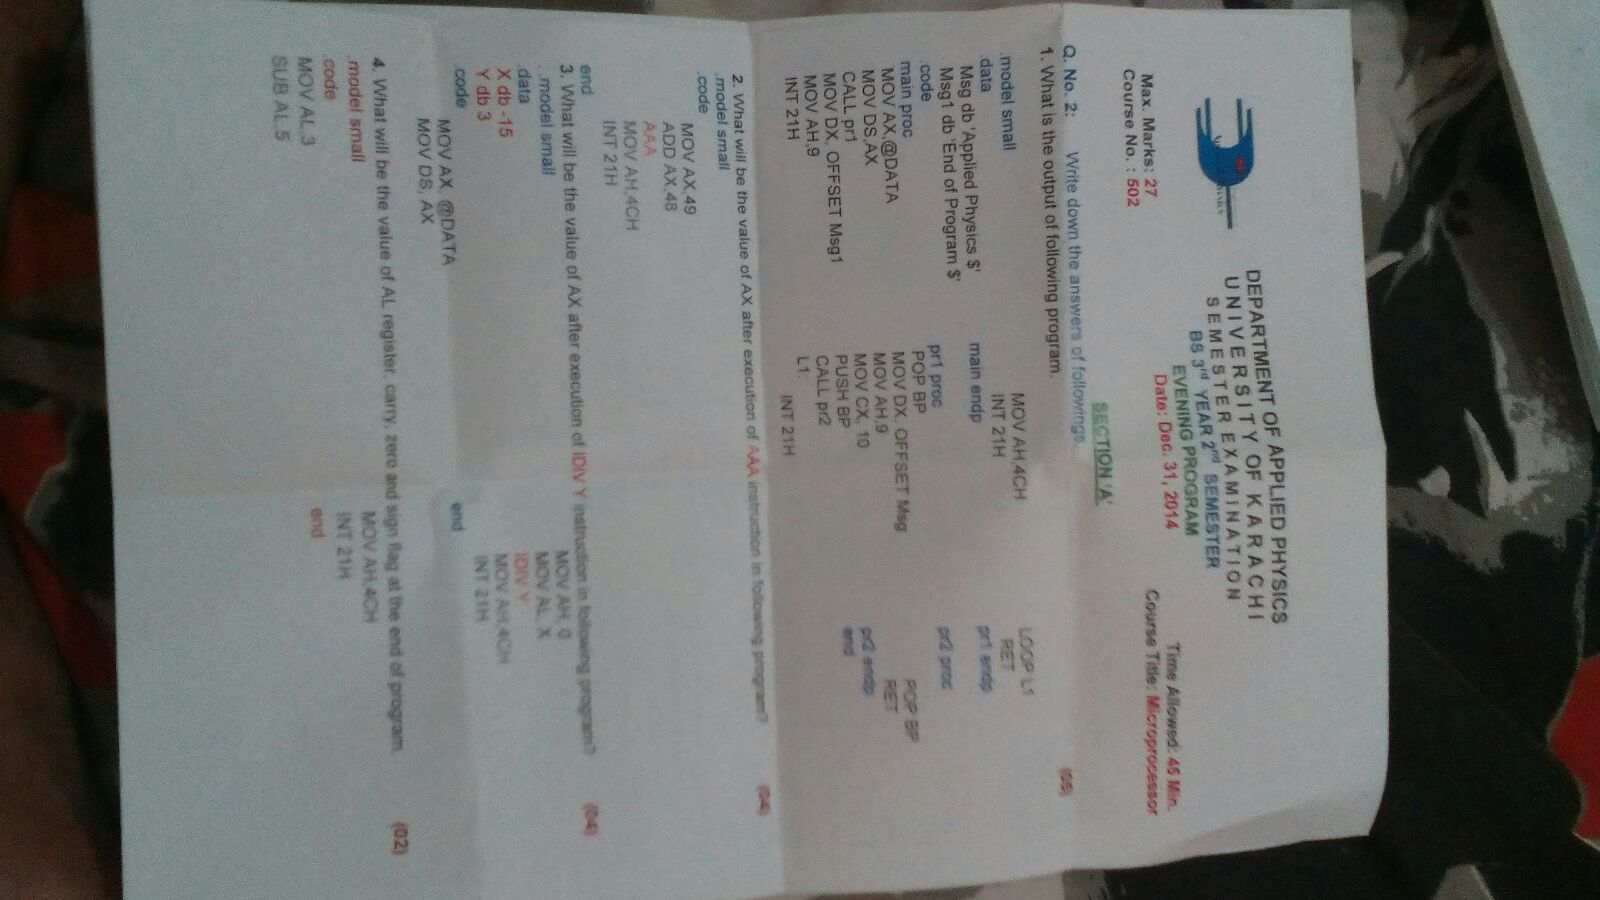 DEPARTMENT OF APPLIED PHYSICS
UNIVERSITY OF KARACHI
SEMESTER EXAMINATION
BS 3rd YEAR 2nd SEMESTER
EVENING PROGRAM
Date: Dec. 31, 2014
Max. Marks: 27
Time Allowed: 45 Min.
Course No. : 502
Course Title: Microprocessor
SECTION 'A'
Q. No. 2: Write down the answers of followings.
1. What is the output of following program. (05)
.model small
.data
Msg db 'Applied Physics $'
Msg1 db 'End of Program $'
.code
main proc
MOV AX,@DATA
MOV DS,AX
CALL pr1
MOV DX, OFFSET Msg1
MOV AH,9
INT 21H
MOV AH,4CH
INT 21H
main endp
pr1 proc
POP BP
MOV DX, OFFSET Msg
MOV AH,9
MOV CX, 10
PUSH BP
CALL pr2
L1:
INT 21H
LOOP L1
RET
pr1 endp
pr2 proc
POP BP
RET
pr2 endp
end
2. What will be the value of AX after execution of AAA instruction in following program? (04)
.model small
.code
MOV AX,49
ADD AX,48
AAA
MOV AH,4CH
INT 21H
end
3. What will be the value of AX after execution of IDIV Y instruction in following program? (04)
.model small
.data
X db -15
Y db 3
.code
MOV AX, @DATA
MOV DS, AX
MOV AH, 0
MOV AL, X
IDIV Y
MOV AH,4CH
INT 21H
end
4. What will be the value of AL register, carry, zero and sign flag at the end of program. (02)
.model small
.code
MOV AL,3
SUB AL,5
MOV AH,4CH
INT 21H
end